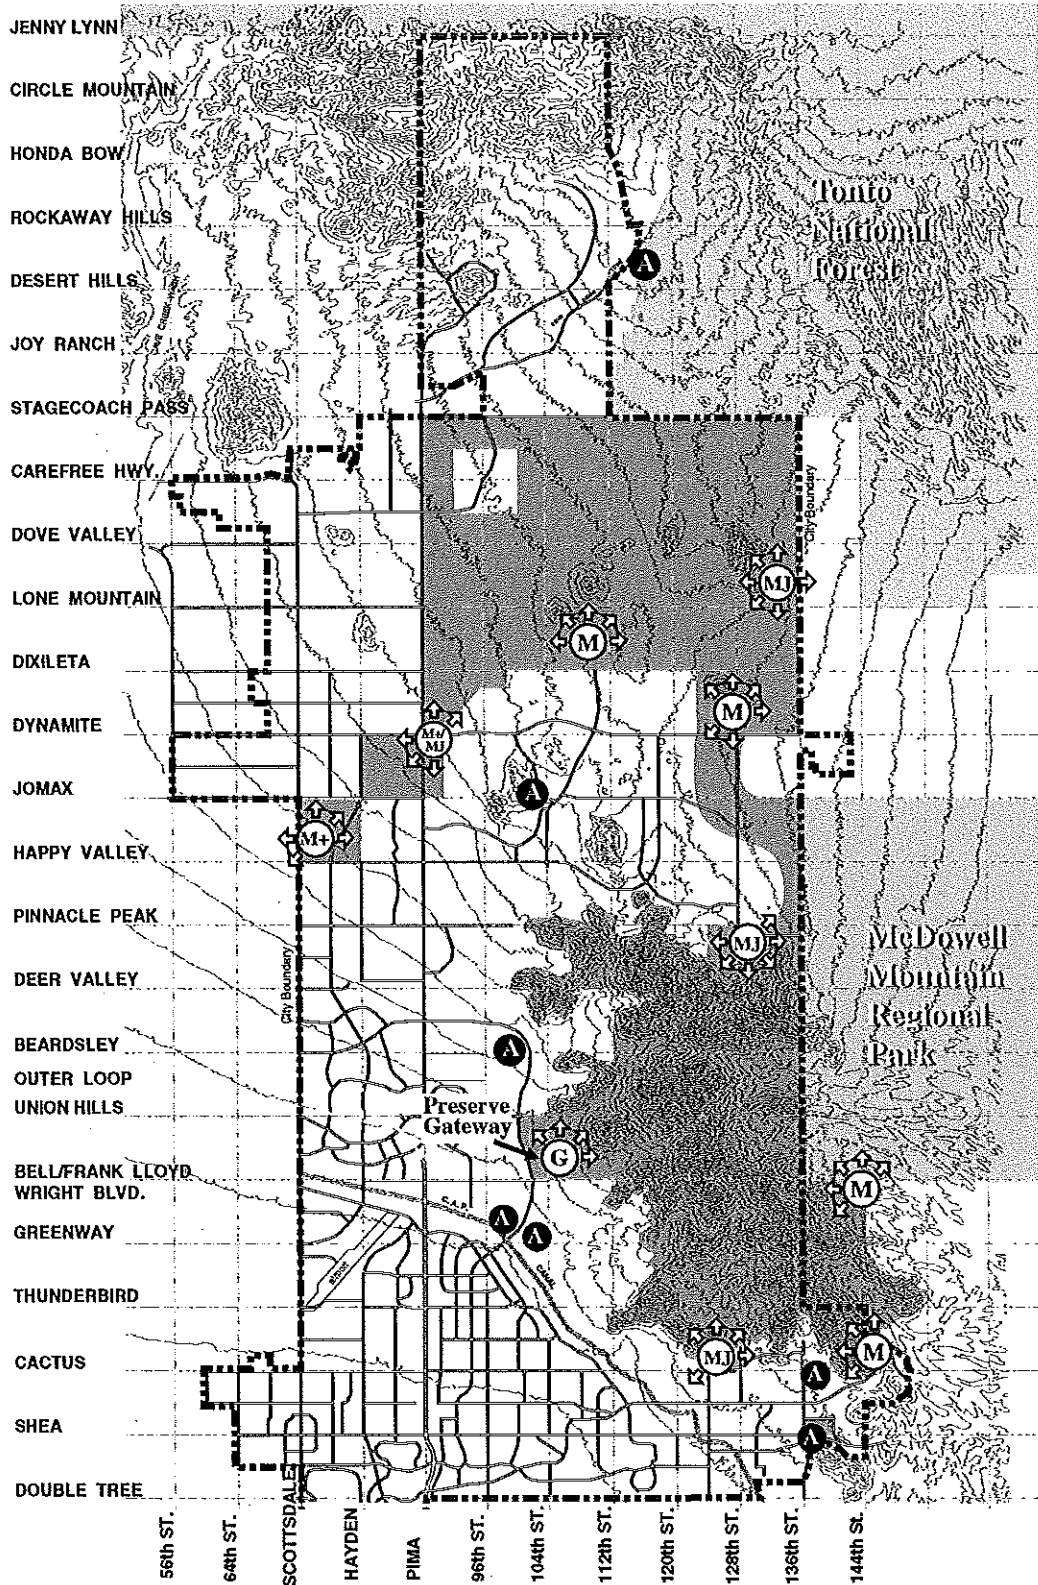 JENNY LYNN
CIRCLE MOUNTAIN
HONDA BOW
ROCKAWAY HILLS
DESERT HILLS
JOY RANCH
STAGECOACH PASS
CAREFREE HWY.
DOVE VALLEY
LONE MOUNTAIN
DIXILETA
DYNAMITE
JOMAX
HAPPY VALLEY
PINNACLE PEAK
DEER VALLEY
BEARDSLEY
OUTER LOOP
UNION HILLS
BELL/FRANK LLOYD
WRIGHT BLVD.
GREENWAY
THUNDERBIRD
CACTUS
SHEA
DOUBLE TREE
Tonto
National
Forest
A
City Boundary
MJ
M
M
M+/
MJ
A
M+
MJ
McDowell
Mountain
Regional
Park
City Boundary
A
Preserve
Gateway
G
M
C.A.P.
A
A
CANAL
airport
MJ
M
A
A
56th ST.
64th ST.
SCOTTSDALE
HAYDEN
PIMA
96th ST.
104th ST.
112th ST.
120th ST.
128th ST.
136th ST.
144th St.